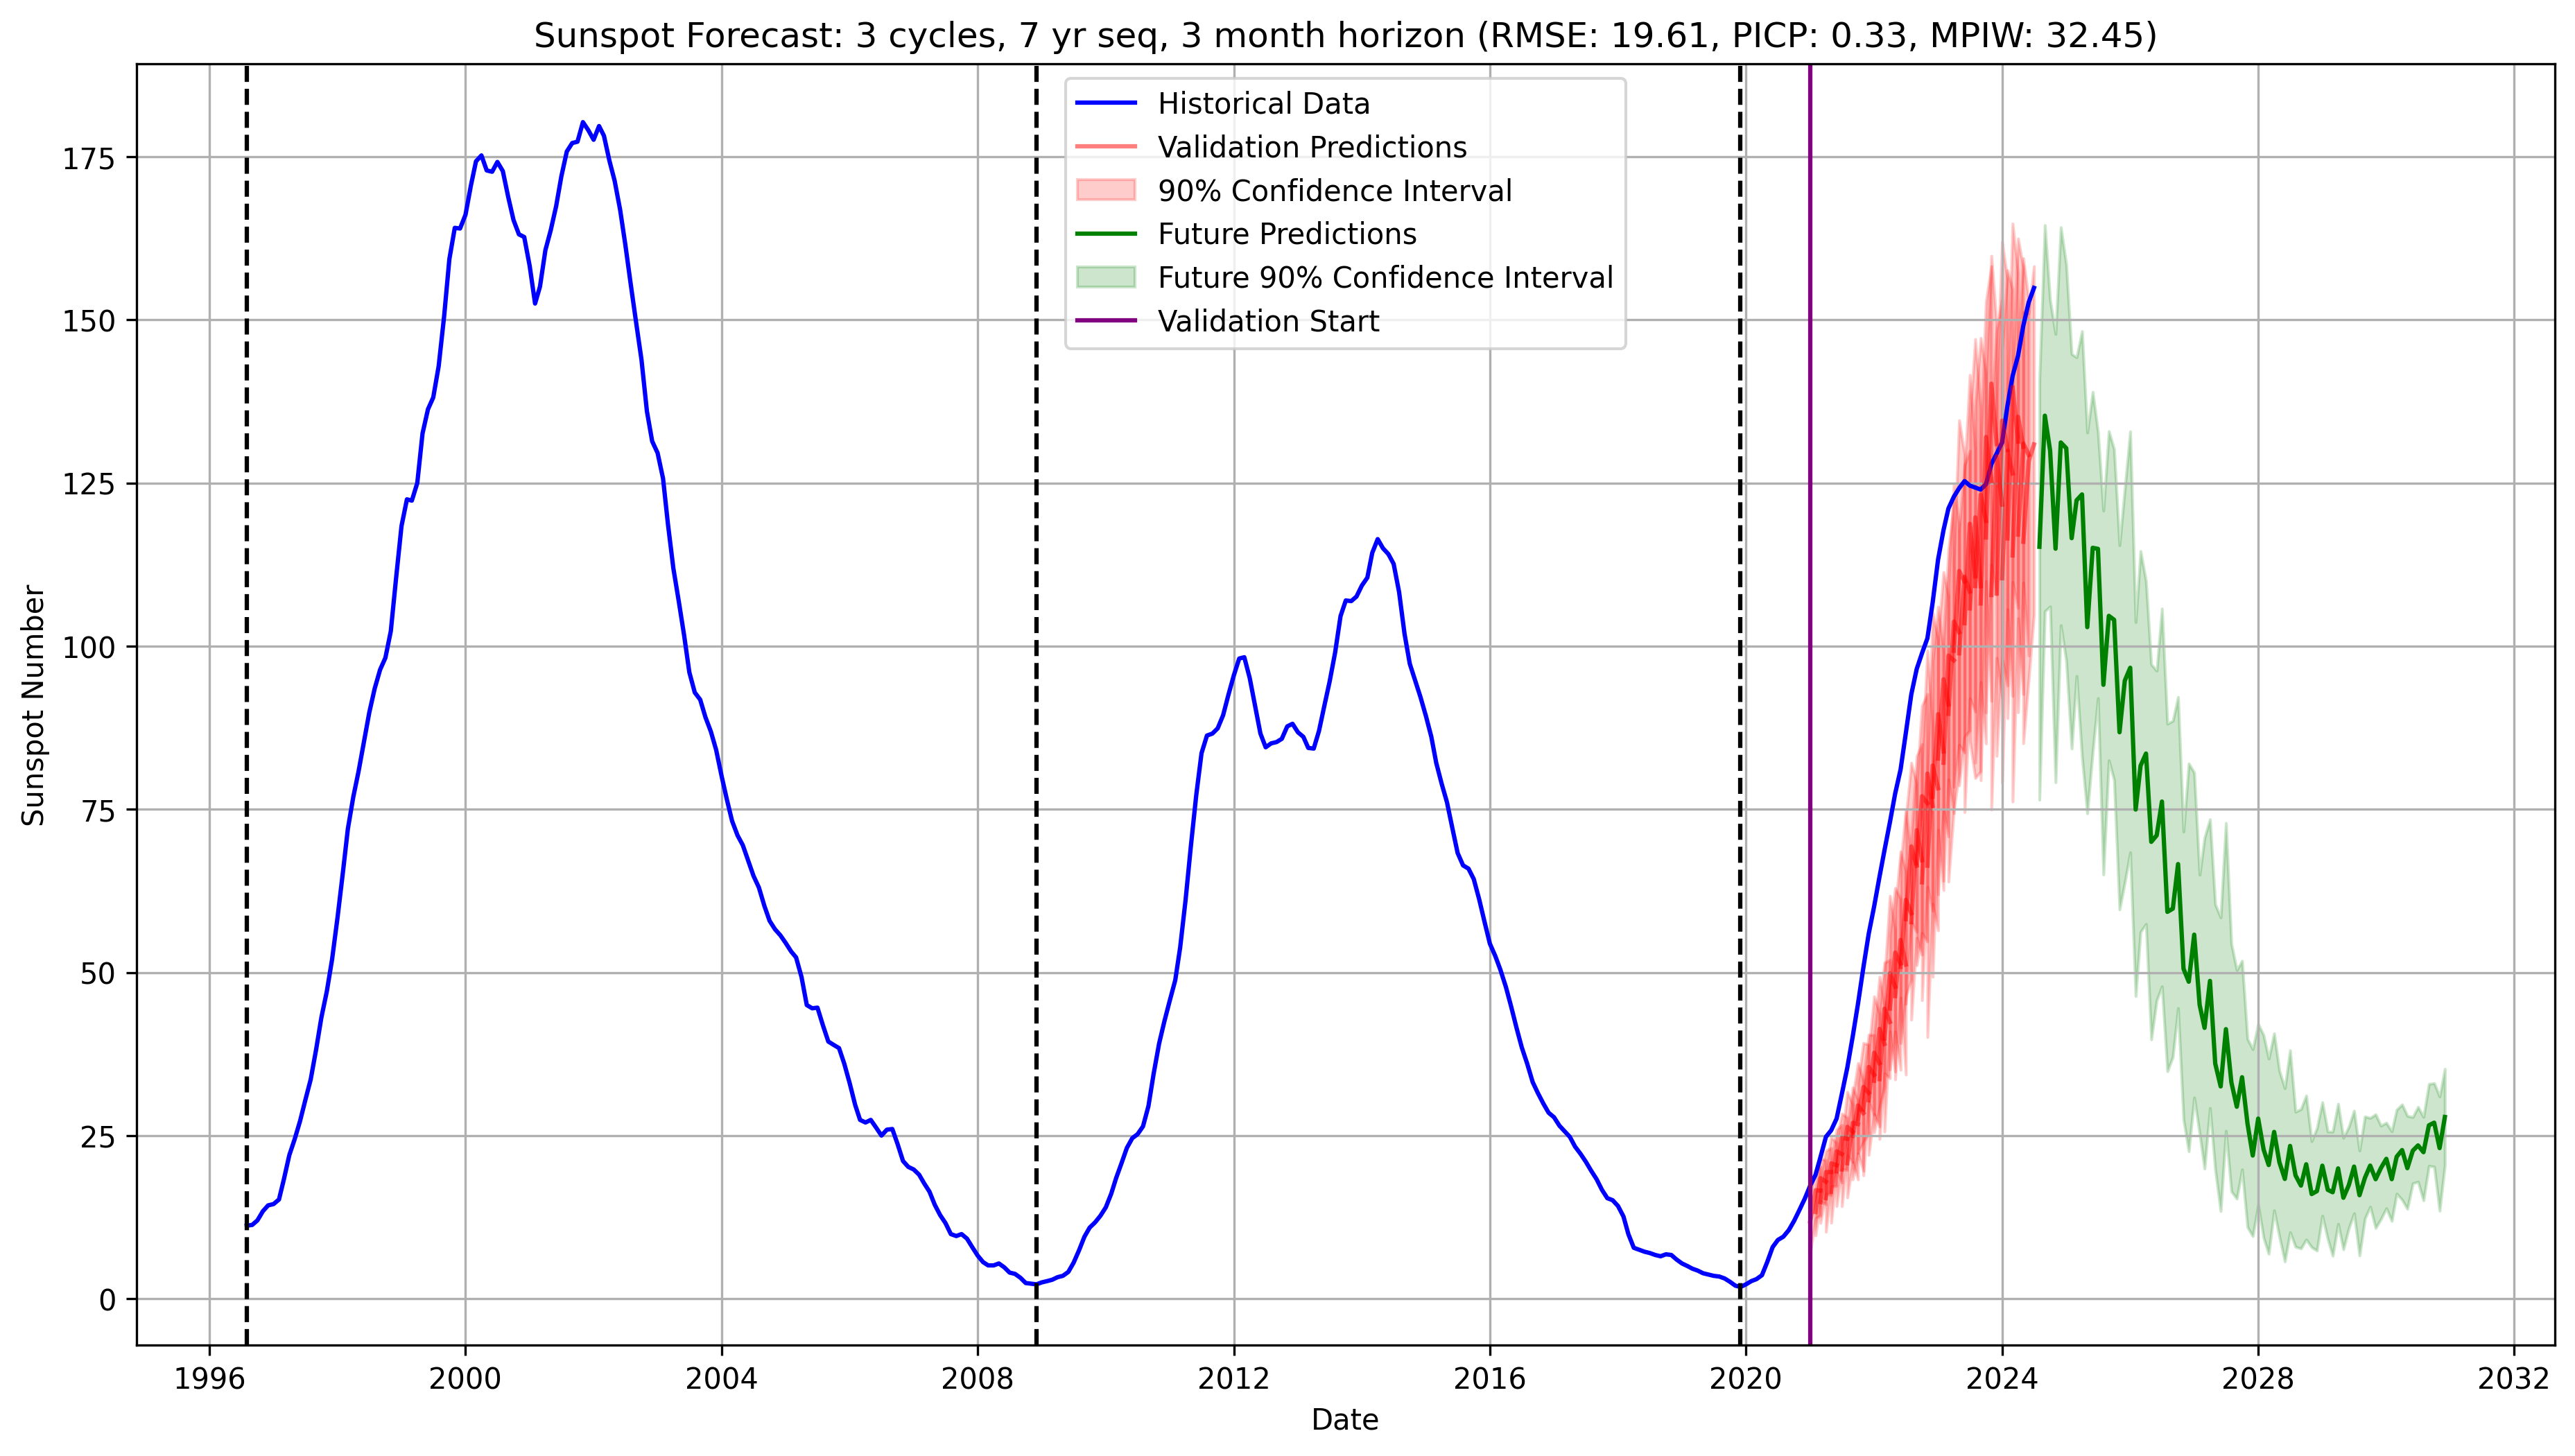 Sunspot Forecast: 3 cycles, 7 yr seq, 3 month horizon (RMSE: 19.61, PICP: 0.33, MPIW: 32.45)
Historical Data
Validation Predictions
90% Confidence Interval
Future Predictions
Future 90% Confidence Interval
Validation Start
Sunspot Number
175
150
125
100
75
50
25
0
1996 2000 2004 2008 2012 2016 2020 2024 2028 2032
Date